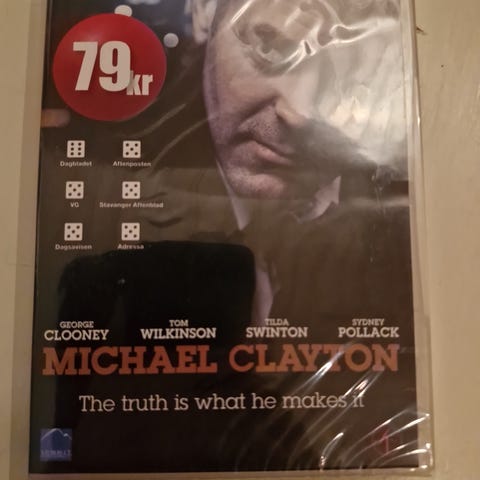 79kr
Dagbladet Aftenposten
VG Stavanger Aftenblad
Dagsavisen Adressa
GEORGE CLOONEY
TOM WILKINSON
TILDA SWINTON
SYDNEY POLLACK
MICHAEL CLAYTON
The truth is what he makes it